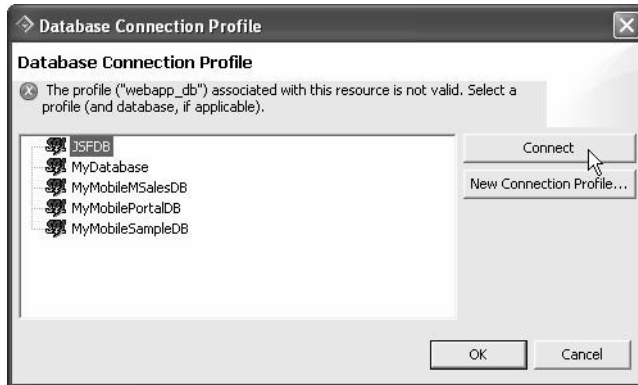 Database Connection Profile
Database Connection Profile
The profile ("webapp_db") associated with this resource is not valid. Select a
profile (and database, if applicable).
JSFDB
MyDatabase
MyMobileMSalesDB
MyMobilePortalDB
MyMobileSampleDB
Connect
New Connection Profile...
OK
Cancel